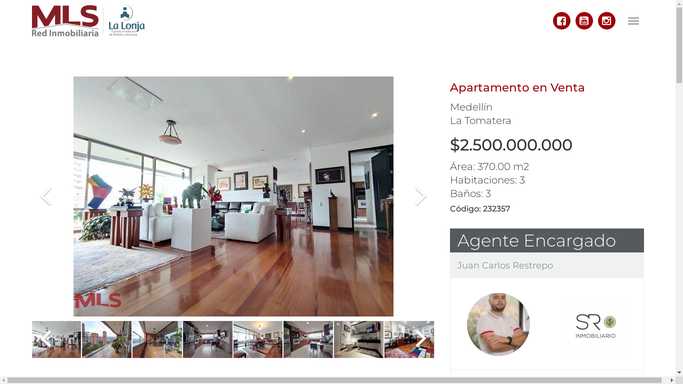 MLS
Red Inmobiliaria
La Lonja
Apartamento en Venta
Medellín
La Tomatera
$2.500.000.000
Área: 370.00 m2
Habitaciones: 3
Baños: 3
Código: 232357
MLS
Agente Encargado
Juan Carlos Restrepo
SR
INMOBILIARIO